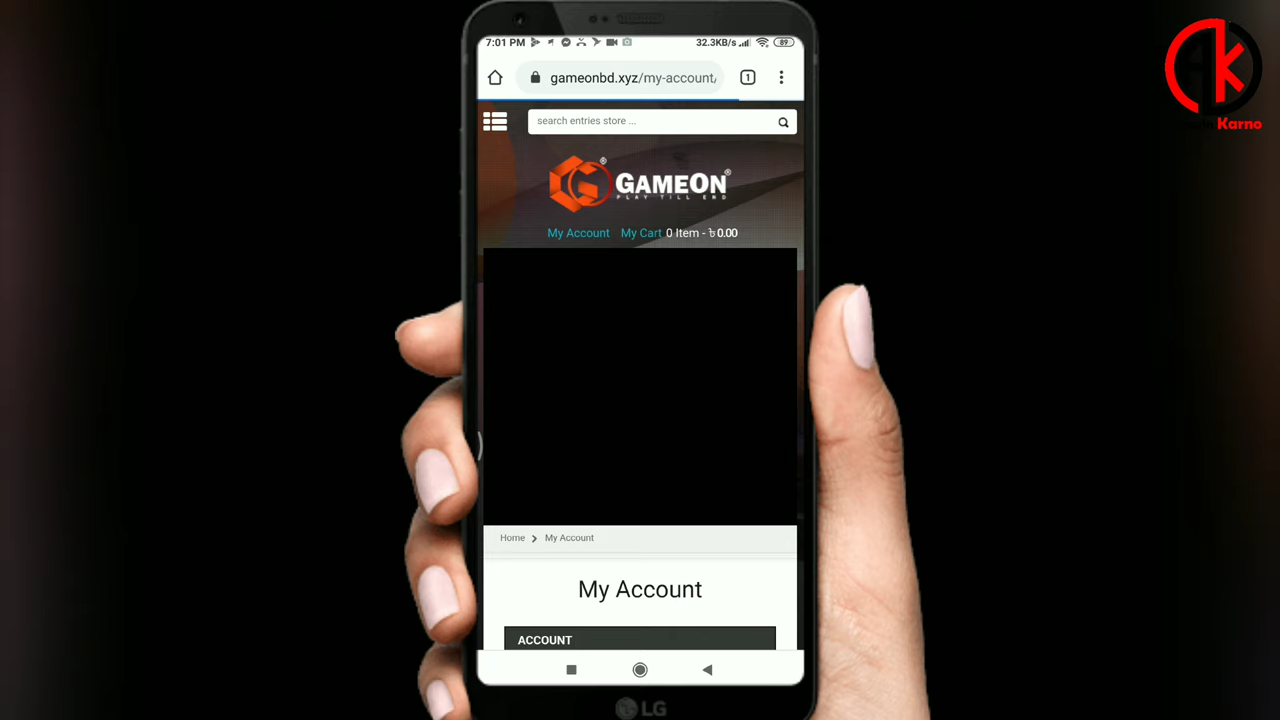 7:01 PM 32.3KB/s 89
gameonbd.xyz/my-account/ 1
search entries store ...
GAMEON®
PLAY TILL END
My Account My Cart 0 Item - ৳ 0.00
Home > My Account
My Account
ACCOUNT
LG
Karno